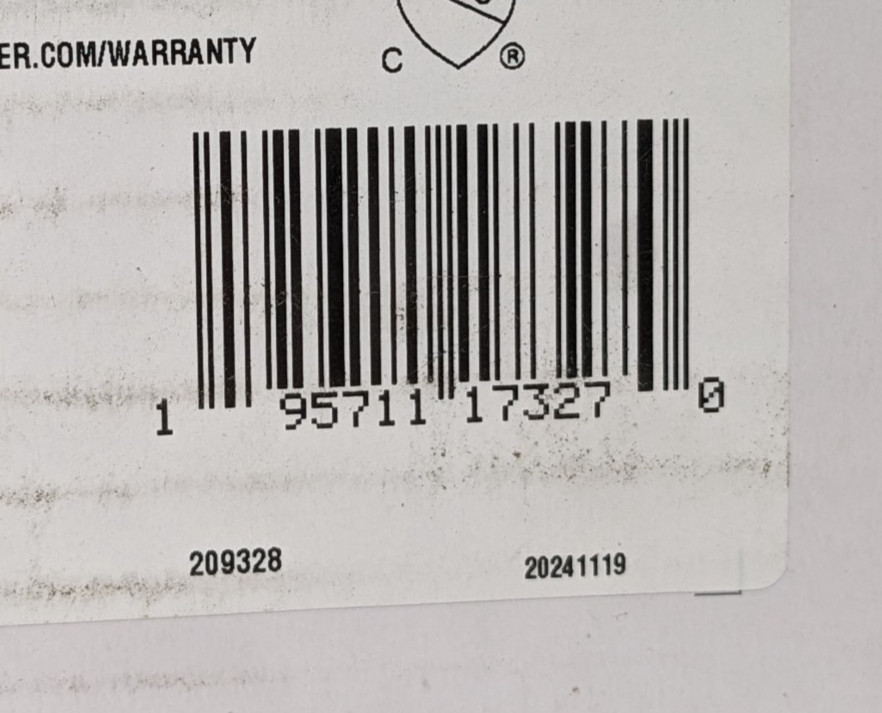 ER.COM/WARRANTY
C ®
1 95711 17327 0
209328 20241119